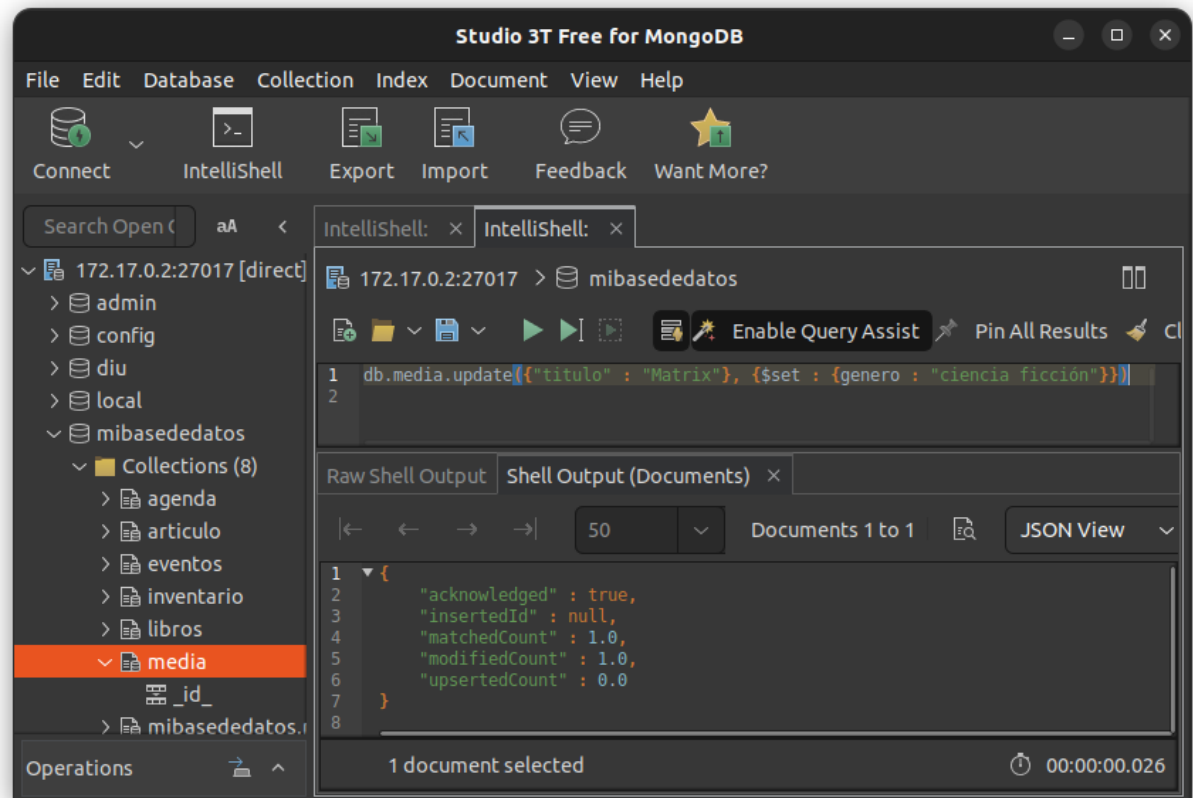 Studio 3T Free for MongoDB
File Edit Database Collection Index Document View Help
Connect IntelliShell Export Import Feedback Want More?
Search Open aA
IntelliShell: × IntelliShell: ×
172.17.0.2:27017 [direct]
admin
config
diu
local
mibasededatos
Collections (8)
agenda
articulo
eventos
inventario
libros
media
_id_
mibasededatos.
Operations
172.17.0.2:27017 > mibasededatos
Enable Query Assist Pin All Results Cl
1 db.media.update({"titulo" : "Matrix"}, {$set : {genero : "ciencia ficción"}})
2
Raw Shell Output Shell Output (Documents) ×
50 Documents 1 to 1 JSON View
1 {
2 "acknowledged" : true,
3 "insertedId" : null,
4 "matchedCount" : 1.0,
5 "modifiedCount" : 1.0,
6 "upsertedCount" : 0.0
7 }
8
1 document selected 00:00:00.026